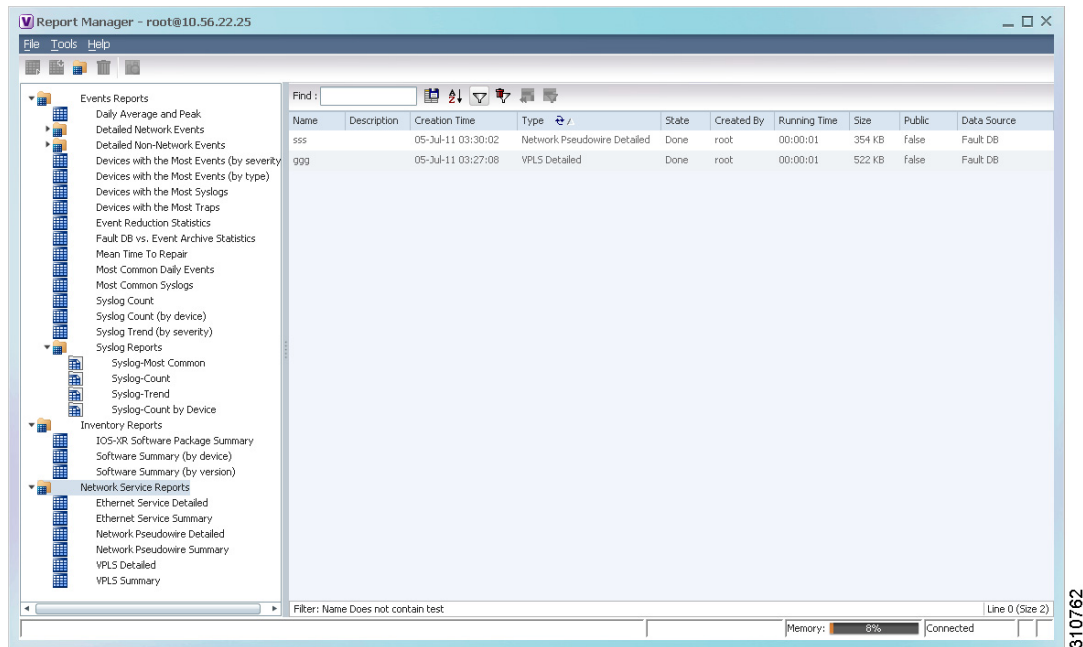 Report Manager - root@10.56.22.25
File Tools Help
Events Reports
Daily Average and Peak
Detailed Network Events
Detailed Non-Network Events
Devices with the Most Events (by severity
Devices with the Most Events (by type)
Devices with the Most Syslogs
Devices with the Most Traps
Event Reduction Statistics
Fault DB vs. Event Archive Statistics
Mean Time To Repair
Most Common Daily Events
Most Common Syslogs
Syslog Count
Syslog Count (by device)
Syslog Trend (by severity)
Syslog Reports
Syslog-Most Common
Syslog-Count
Syslog-Trend
Syslog-Count by Device
Inventory Reports
IOS-XR Software Package Summary
Software Summary (by device)
Software Summary (by version)
Network Service Reports
Ethernet Service Detailed
Ethernet Service Summary
Network Pseudowire Detailed
Network Pseudowire Summary
VPLS Detailed
VPLS Summary
Find :
Name Description Creation Time Type State Created By Running Time Size Public Data Source
sss 05-Jul-11 03:30:02 Network Pseudowire Detailed Done root 00:00:01 354 KB false Fault DB
ggg 05-Jul-11 03:27:08 VPLS Detailed Done root 00:00:01 522 KB false Fault DB
Filter: Name Does not contain test Line 0 (Size 2)
Memory: 8% Connected
310762